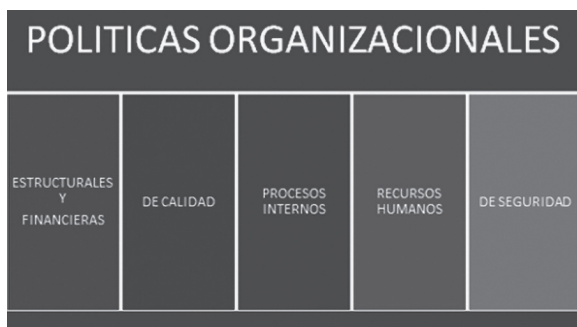 POLITICAS ORGANIZACIONALES
ESTRUCTURALES
Y
FINANCIERAS
DE CALIDAD
PROCESOS
INTERNOS
RECURSOS
HUMANOS
DE SEGURIDAD